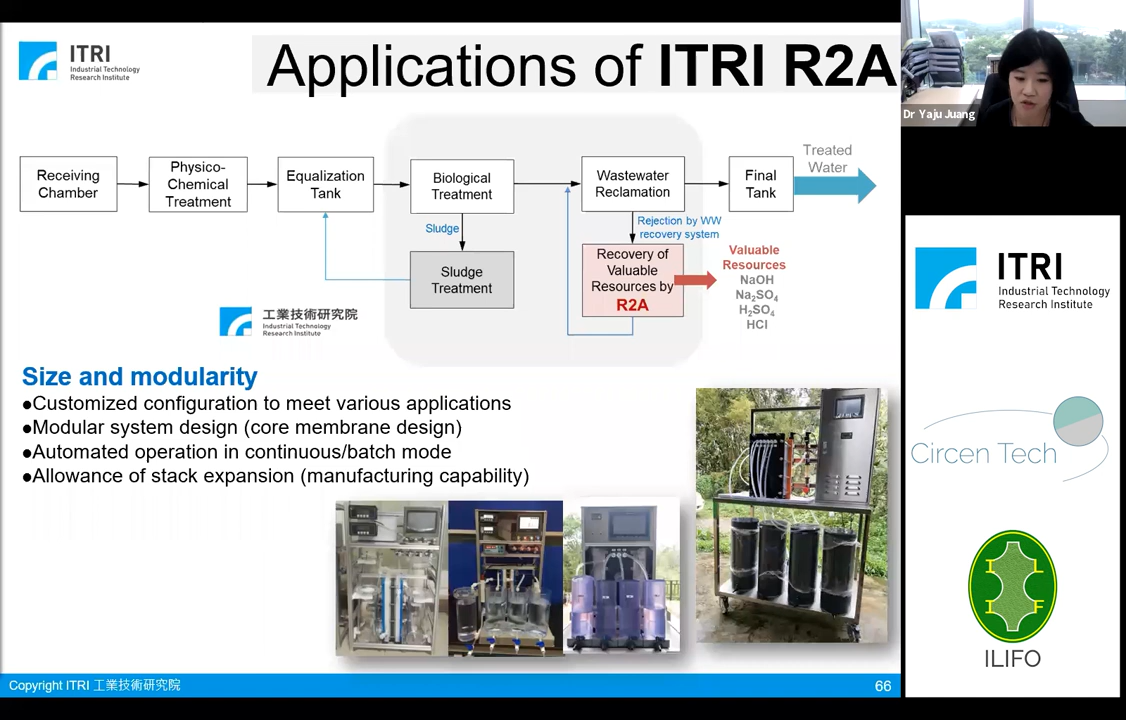 ITRI
Industrial Technology
Research Institute
Applications of ITRI R2A
Dr Yaju Juang
Receiving
Chamber
Physico-
Chemical
Treatment
Equalization
Tank
Biological
Treatment
Wastewater
Reclamation
Final
Tank
Treated
Water
Sludge
Rejection by WW
recovery system
Sludge
Treatment
Recovery of
Valuable
Resources by
R2A
Valuable
Resources
NaOH
Na₂SO₄
H₂SO₄
HCl
工業技術研究院
Industrial Technology
Research Institute
Size and modularity
●Customized configuration to meet various applications
●Modular system design (core membrane design)
●Automated operation in continuous/batch mode
●Allowance of stack expansion (manufacturing capability)
Copyright ITRI 工業技術研究院
66
ITRI
Industrial Technology
Research Institute
Circen Tech
ILIFO